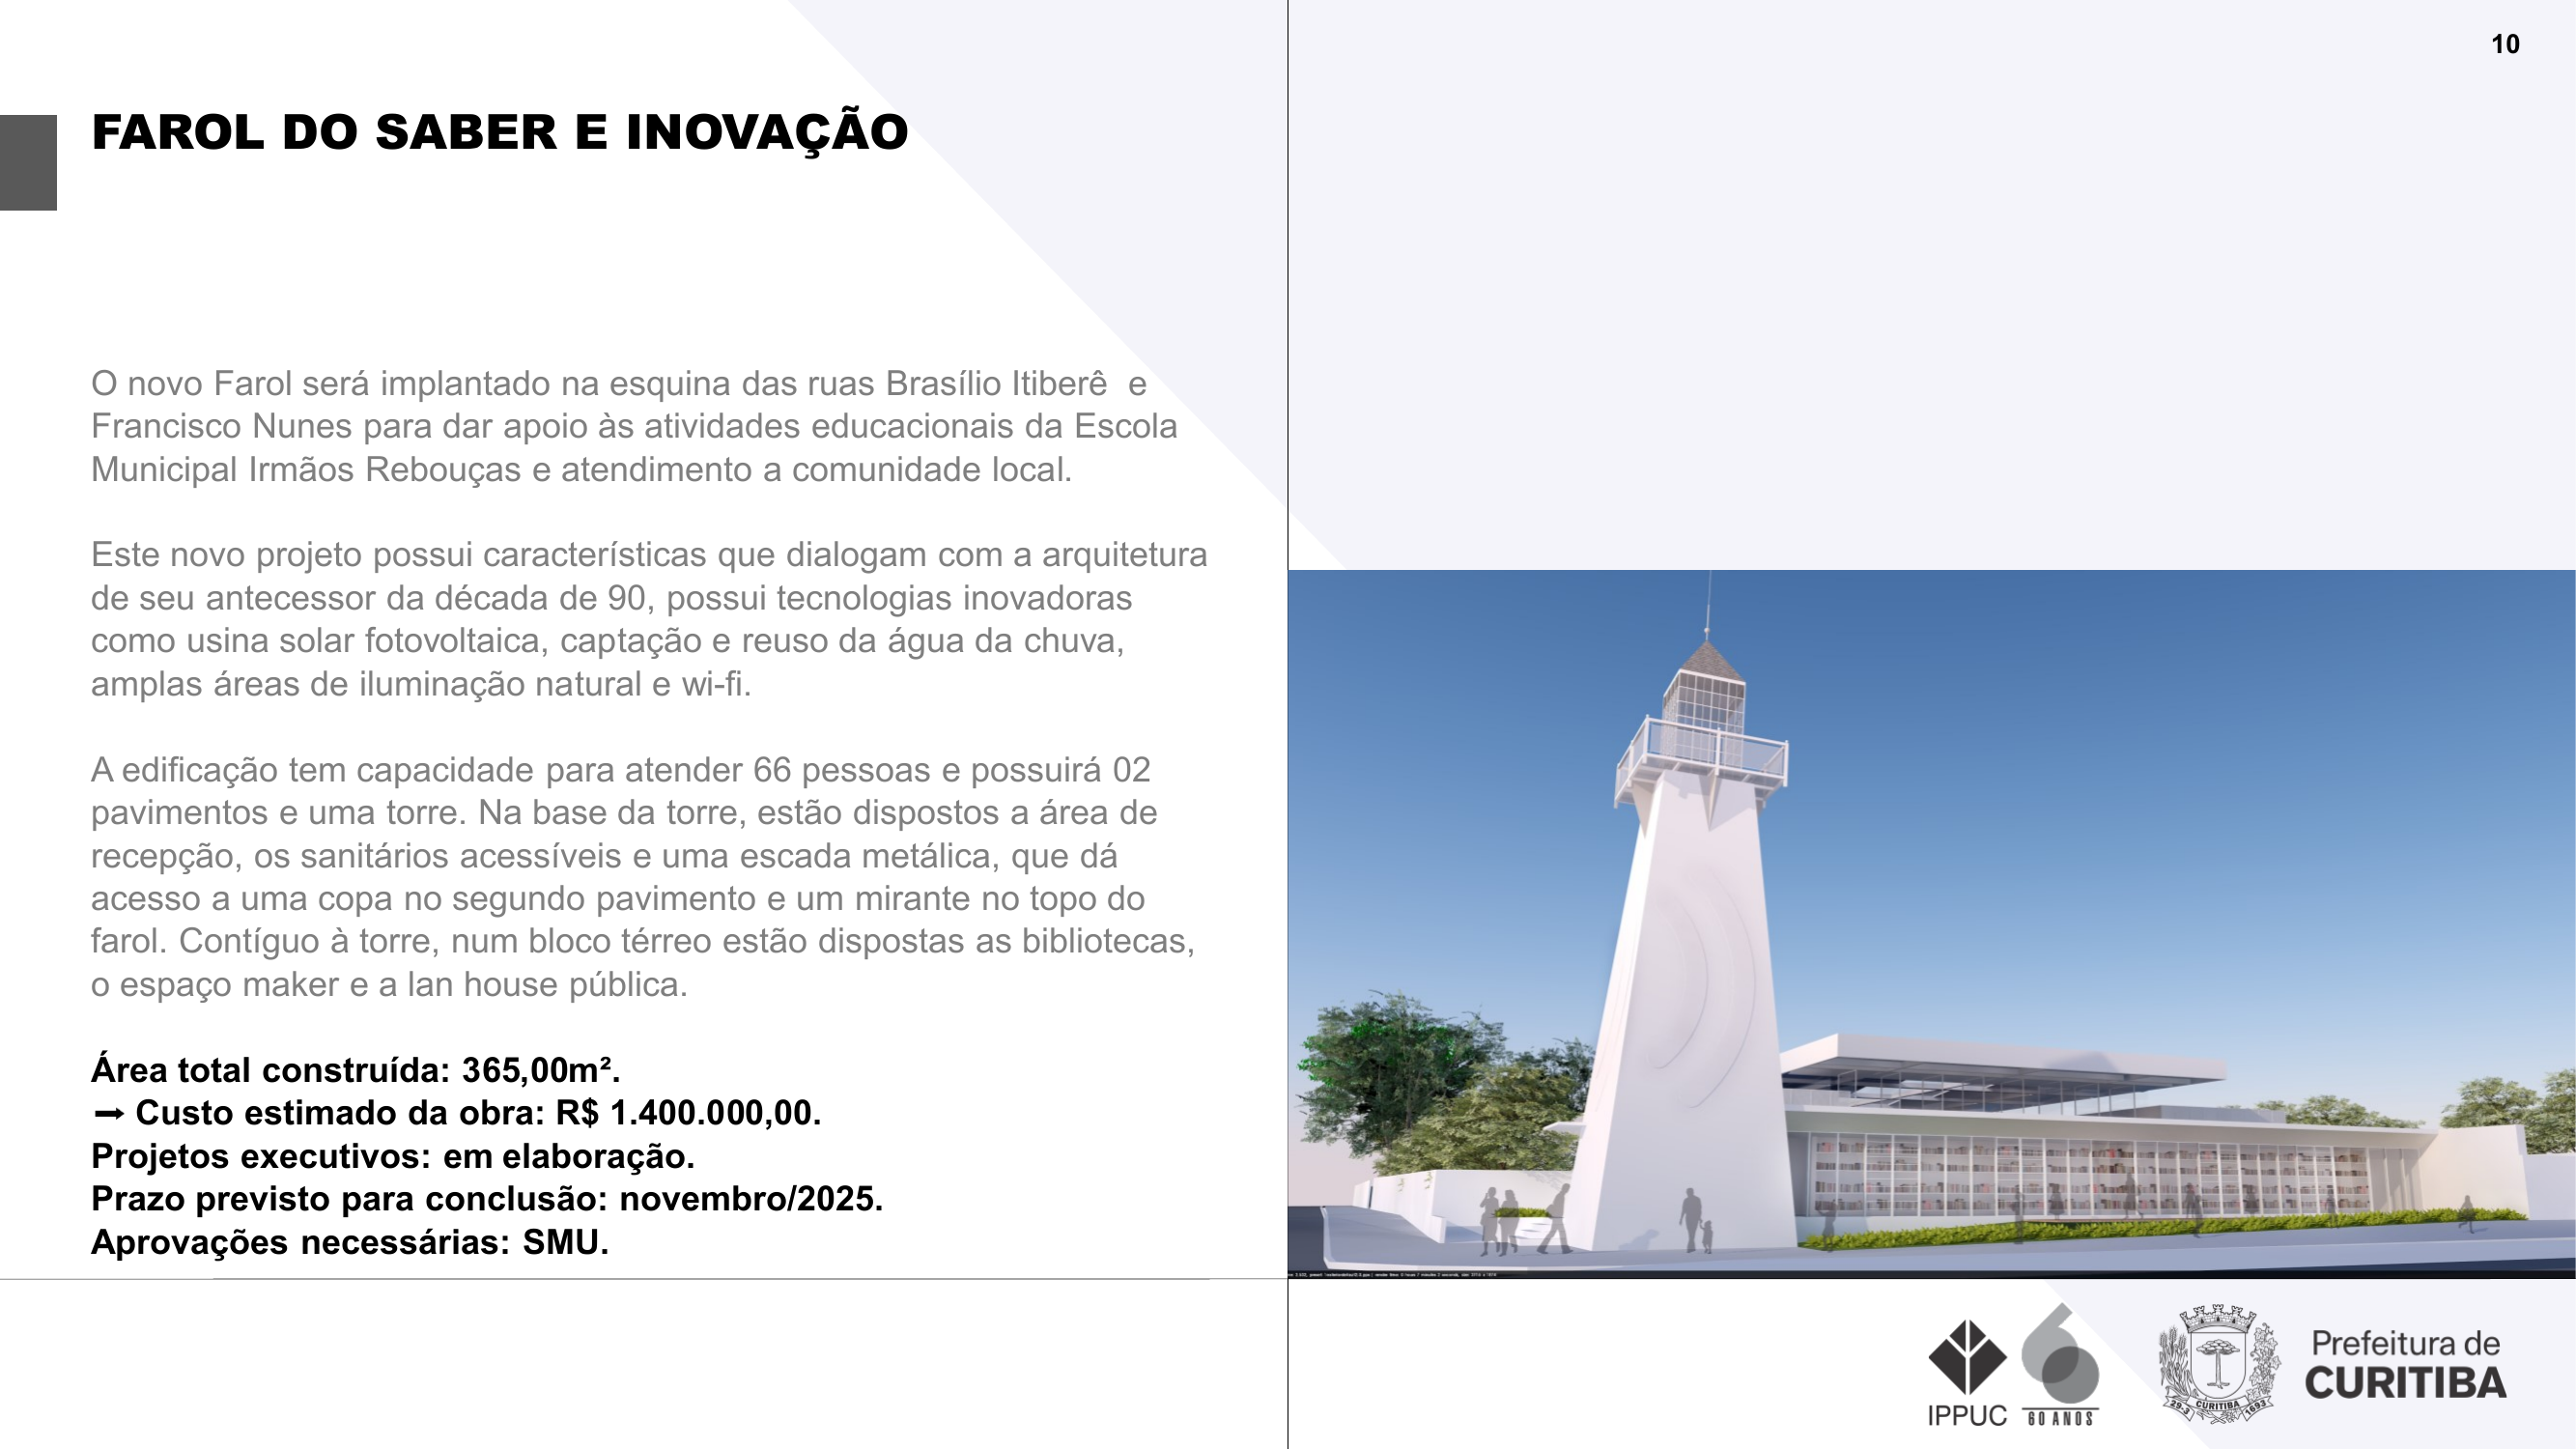 10
FAROL DO SABER E INOVAÇÃO
O novo Farol será implantado na esquina das ruas Brasílio Itiberê  e
Francisco Nunes para dar apoio às atividades educacionais da Escola
Municipal Irmãos Rebouças e atendimento a comunidade local.
Este novo projeto possui características que dialogam com a arquitetura
de seu antecessor da década de 90, possui tecnologias inovadoras
como usina solar fotovoltaica, captação e reuso da água da chuva,
amplas áreas de iluminação natural e wi-fi.
A edificação tem capacidade para atender 66 pessoas e possuirá 02
pavimentos e uma torre. Na base da torre, estão dispostos a área de
recepção, os sanitários acessíveis e uma escada metálica, que dá
acesso a uma copa no segundo pavimento e um mirante no topo do
farol. Contíguo à torre, num bloco térreo estão dispostas as bibliotecas,
o espaço maker e a lan house pública.
Área total construída: 365,00m².
➞ Custo estimado da obra: R$ 1.400.000,00.
Projetos executivos: em elaboração.
Prazo previsto para conclusão: novembro/2025.
Aprovações necessárias: SMU.
IPPUC
60 ANOS
29-3 CURITIBA 1693
Prefeitura de
CURITIBA